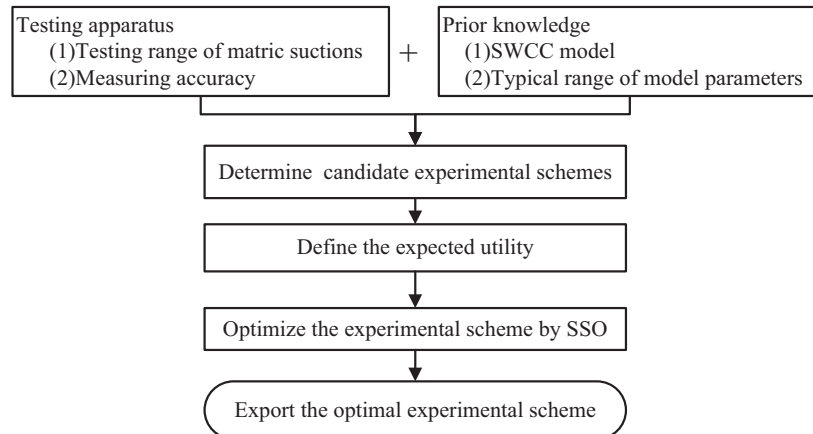 Testing apparatus
(1)Testing range of matric suctions
(2)Measuring accuracy
+
Prior knowledge
(1)SWCC model
(2)Typical range of model parameters
Determine candidate experimental schemes
Define the expected utility
Optimize the experimental scheme by SSO
Export the optimal experimental scheme